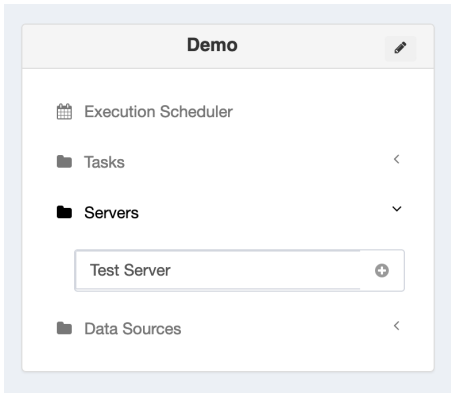 Demo
Execution Scheduler
Tasks
Servers
Test Server
Data Sources